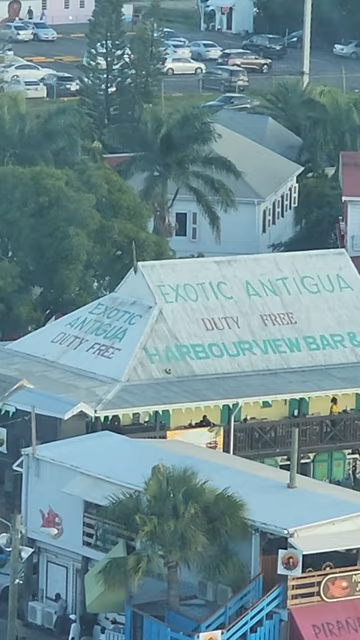 EXOTIC
ANTIGUA
DUTY FREE
EXOTIC ANTIGUA
DUTY FREE
HARBOURVIEW BAR &
PIRAN